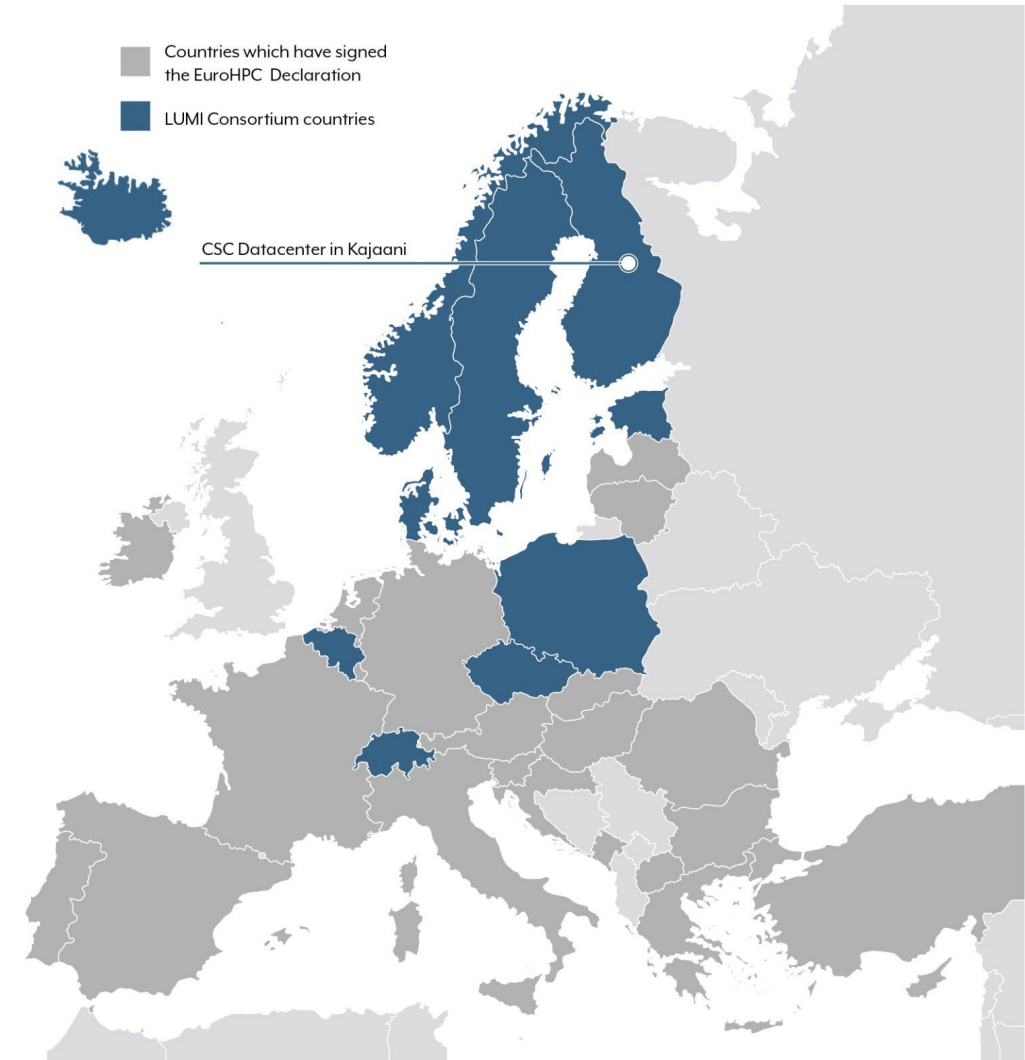 Countries which have signed
the EuroHPC Declaration
LUMI Consortium countries
CSC Datacenter in Kajaani